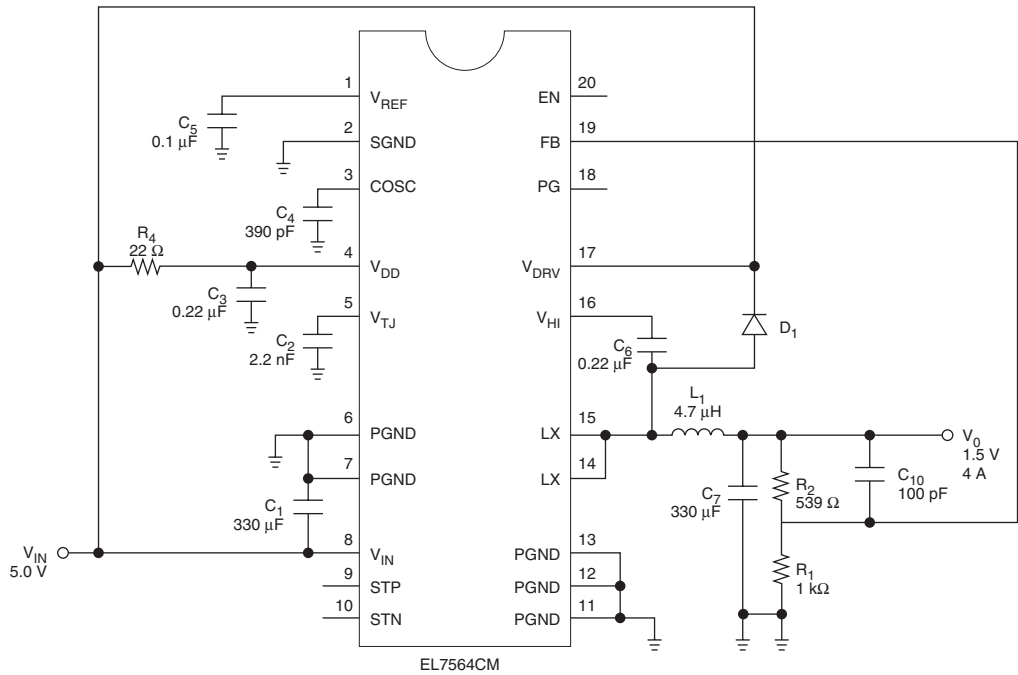 1
V_REF
C_5
0.1 µF
2
SGND
3
COSC
C_4
390 pF
R_4
22 Ω
4
V_DD
C_3
0.22 µF
5
V_TJ
C_2
2.2 nF
6
PGND
7
PGND
C_1
330 µF
V_IN
5.0 V
8
V_IN
9
STP
10
STN
20
EN
19
FB
18
PG
17
V_DRV
16
V_HI
D_1
C_6
0.22 µF
L_1
4.7 µH
15
LX
14
LX
V_0
1.5 V
4 A
C_7
330 µF
R_2
539 Ω
C_10
100 pF
R_1
1 kΩ
13
PGND
12
PGND
11
PGND
EL7564CM